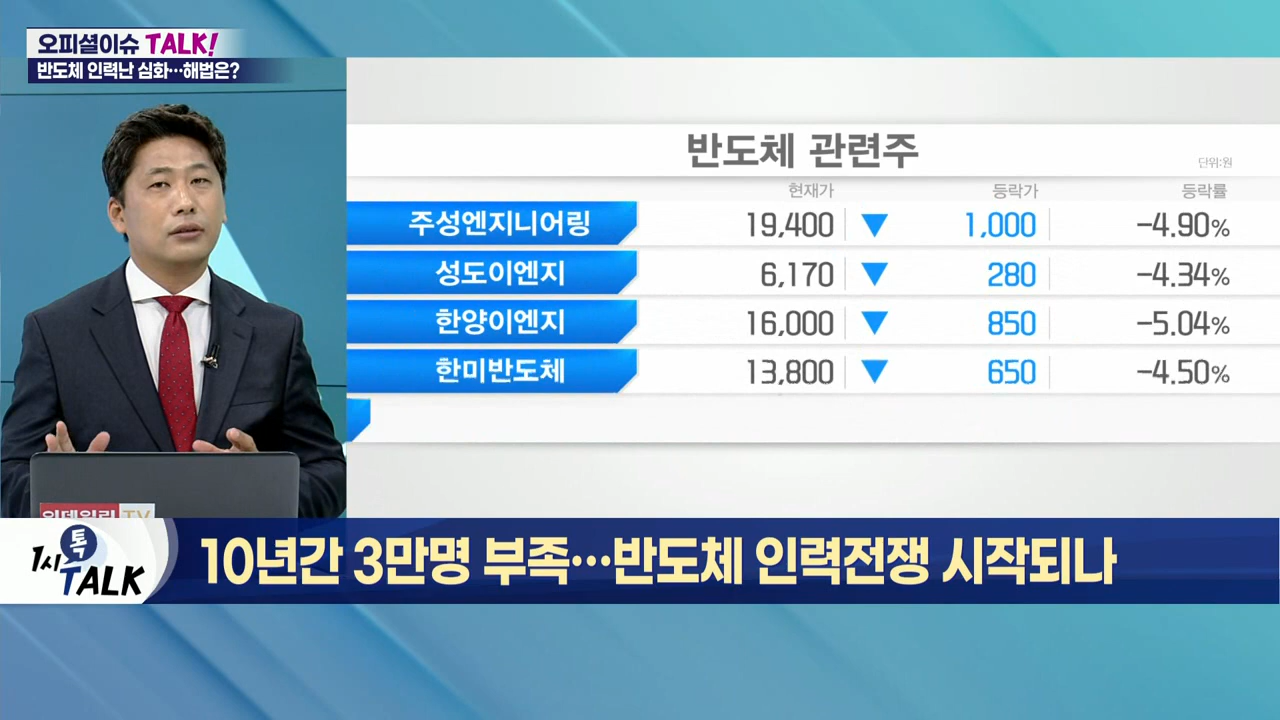 오피셜이슈 TALK!
반도체 인력난 심화…해법은?
반도체 관련주
단위:원
현재가 등락가 등락률
주성엔지니어링 19,400 ▼ 1,000 -4.90%
성도이엔지 6,170 ▼ 280 -4.34%
한양이엔지 16,000 ▼ 850 -5.04%
한미반도체 13,800 ▼ 650 -4.50%
이데일리 TV
1시 톡 TALK
10년간 3만명 부족…반도체 인력전쟁 시작되나